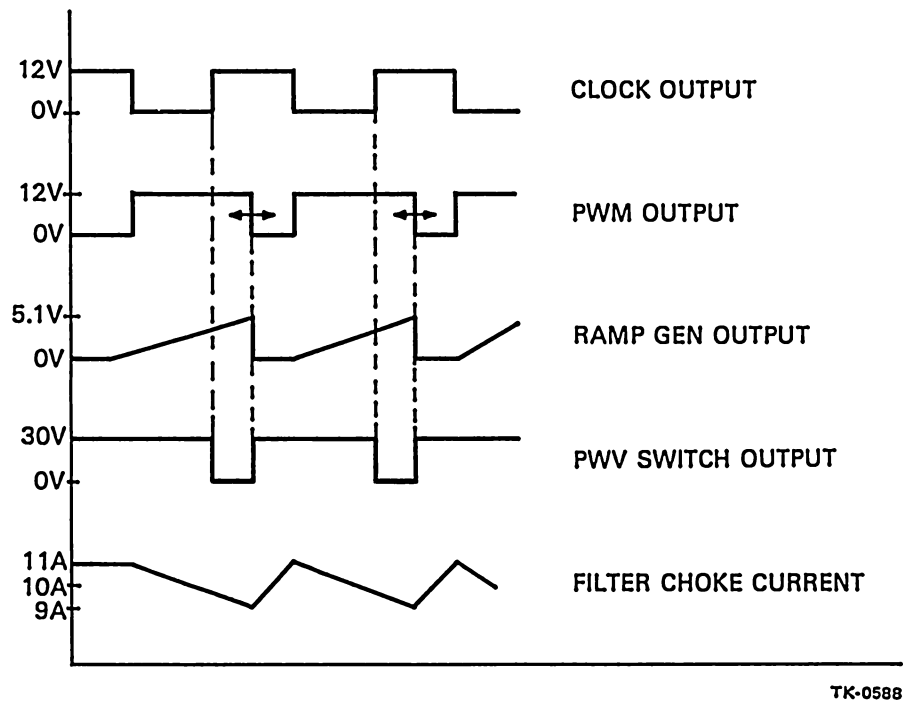 12V
0V
CLOCK OUTPUT
12V
0V
PWM OUTPUT
5.1V
0V
RAMP GEN OUTPUT
30V
0V
PWV SWITCH OUTPUT
11A
10A
9A
FILTER CHOKE CURRENT
TK-0588